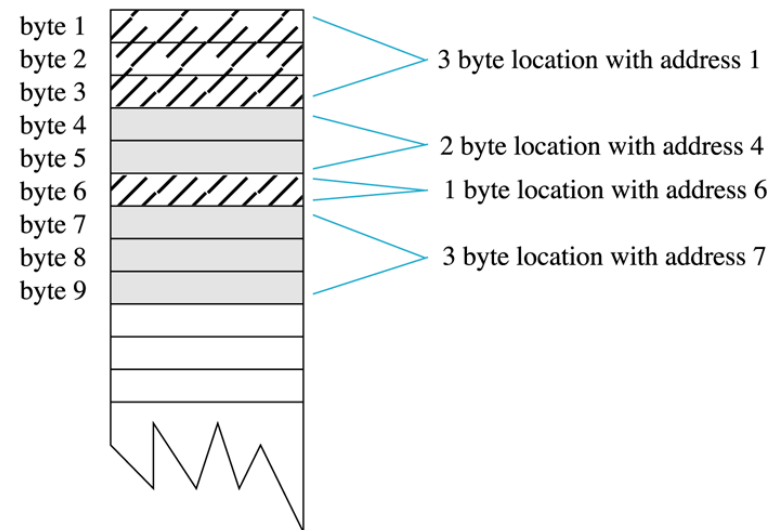 byte 1
byte 2
byte 3
byte 4
byte 5
byte 6
byte 7
byte 8
byte 9
3 byte location with address 1
2 byte location with address 4
1 byte location with address 6
3 byte location with address 7